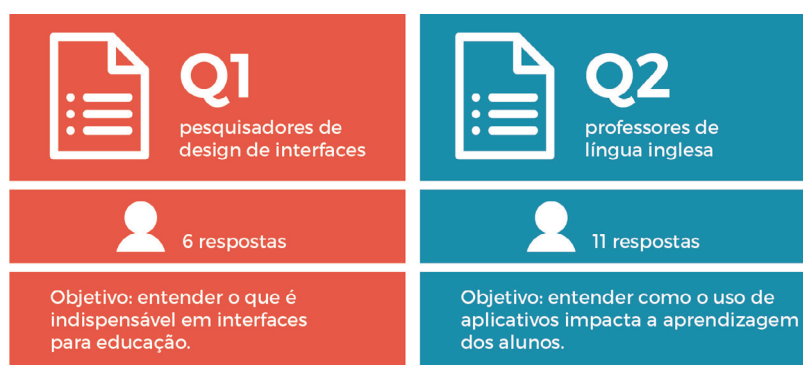 Q1
pesquisadores de
design de interfaces
6 respostas
Objetivo: entender o que é
indispensável em interfaces
para educação.
Q2
professores de
língua inglesa
11 respostas
Objetivo: entender como o uso de
aplicativos impacta a aprendizagem
dos alunos.